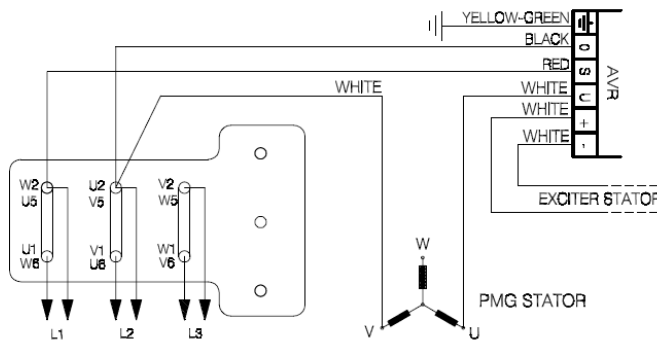 YELLOW-GREEN
BLACK
RED
WHITE
WHITE
WHITE
WHITE
0
S
U
+
-
AVR
EXCITER STATOR
W2
U5
U2
V5
V2
W5
U1
W6
V1
U6
W1
V6
L1
L2
L3
W
V
U
PMG STATOR